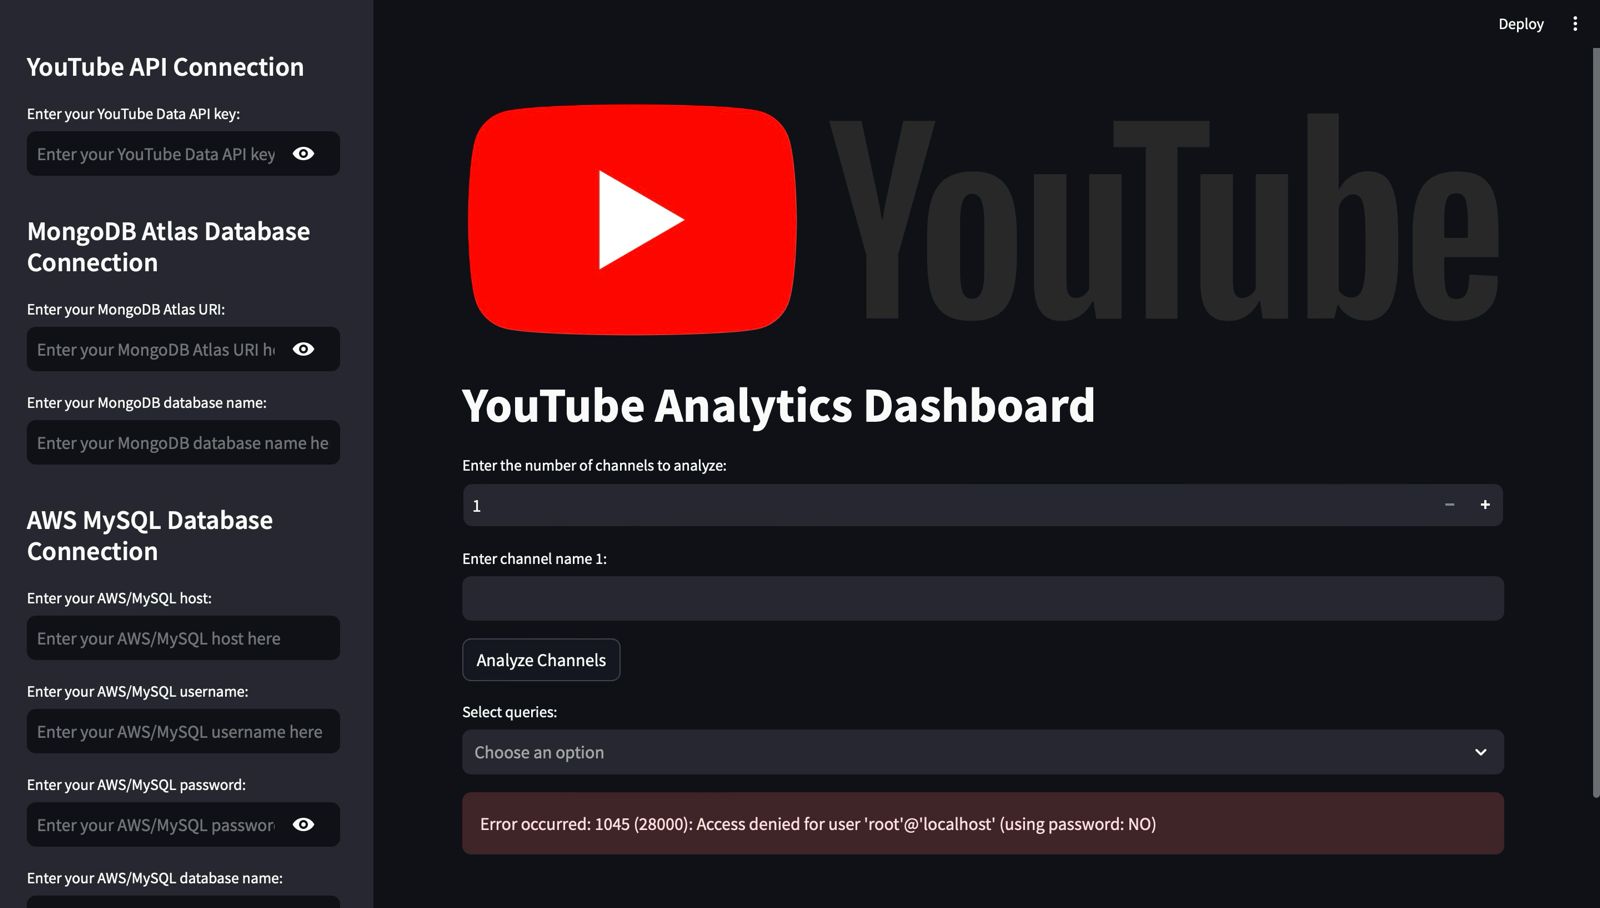 YouTube API Connection
Enter your YouTube Data API key:
Enter your YouTube Data API key
MongoDB Atlas Database
Connection
Enter your MongoDB Atlas URI:
Enter your MongoDB Atlas URI he
Enter your MongoDB database name:
Enter your MongoDB database name he
AWS MySQL Database
Connection
Enter your AWS/MySQL host:
Enter your AWS/MySQL host here
Enter your AWS/MySQL username:
Enter your AWS/MySQL username here
Enter your AWS/MySQL password:
Enter your AWS/MySQL passwor
Enter your AWS/MySQL database name:
Deploy
YouTube
YouTube Analytics Dashboard
Enter the number of channels to analyze:
1
Enter channel name 1:
Analyze Channels
Select queries:
Choose an option
Error occurred: 1045 (28000): Access denied for user 'root'@'localhost' (using password: NO)